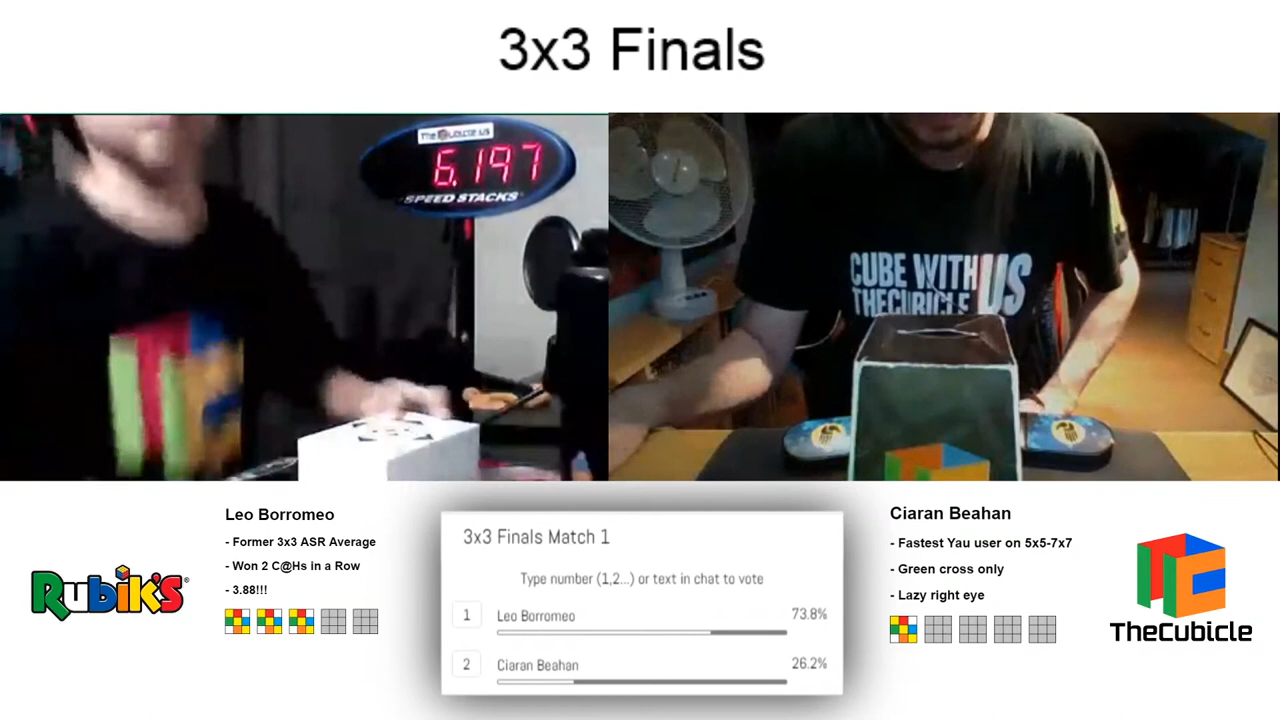 3x3 Finals
TheCubicle.us
6.197
SPEED STACKS
CUBE WITH US
THECUBICLE
Leo Borromeo
- Former 3x3 ASR Average
- Won 2 C@Hs in a Row
- 3.88!!!
RUBIK'S®
3x3 Finals Match 1
Type number (1,2...) or text in chat to vote
1 Leo Borromeo 73.8%
2 Ciaran Beahan 26.2%
Ciaran Beahan
- Fastest Yau user on 5x5-7x7
- Green cross only
- Lazy right eye
TheCubicle